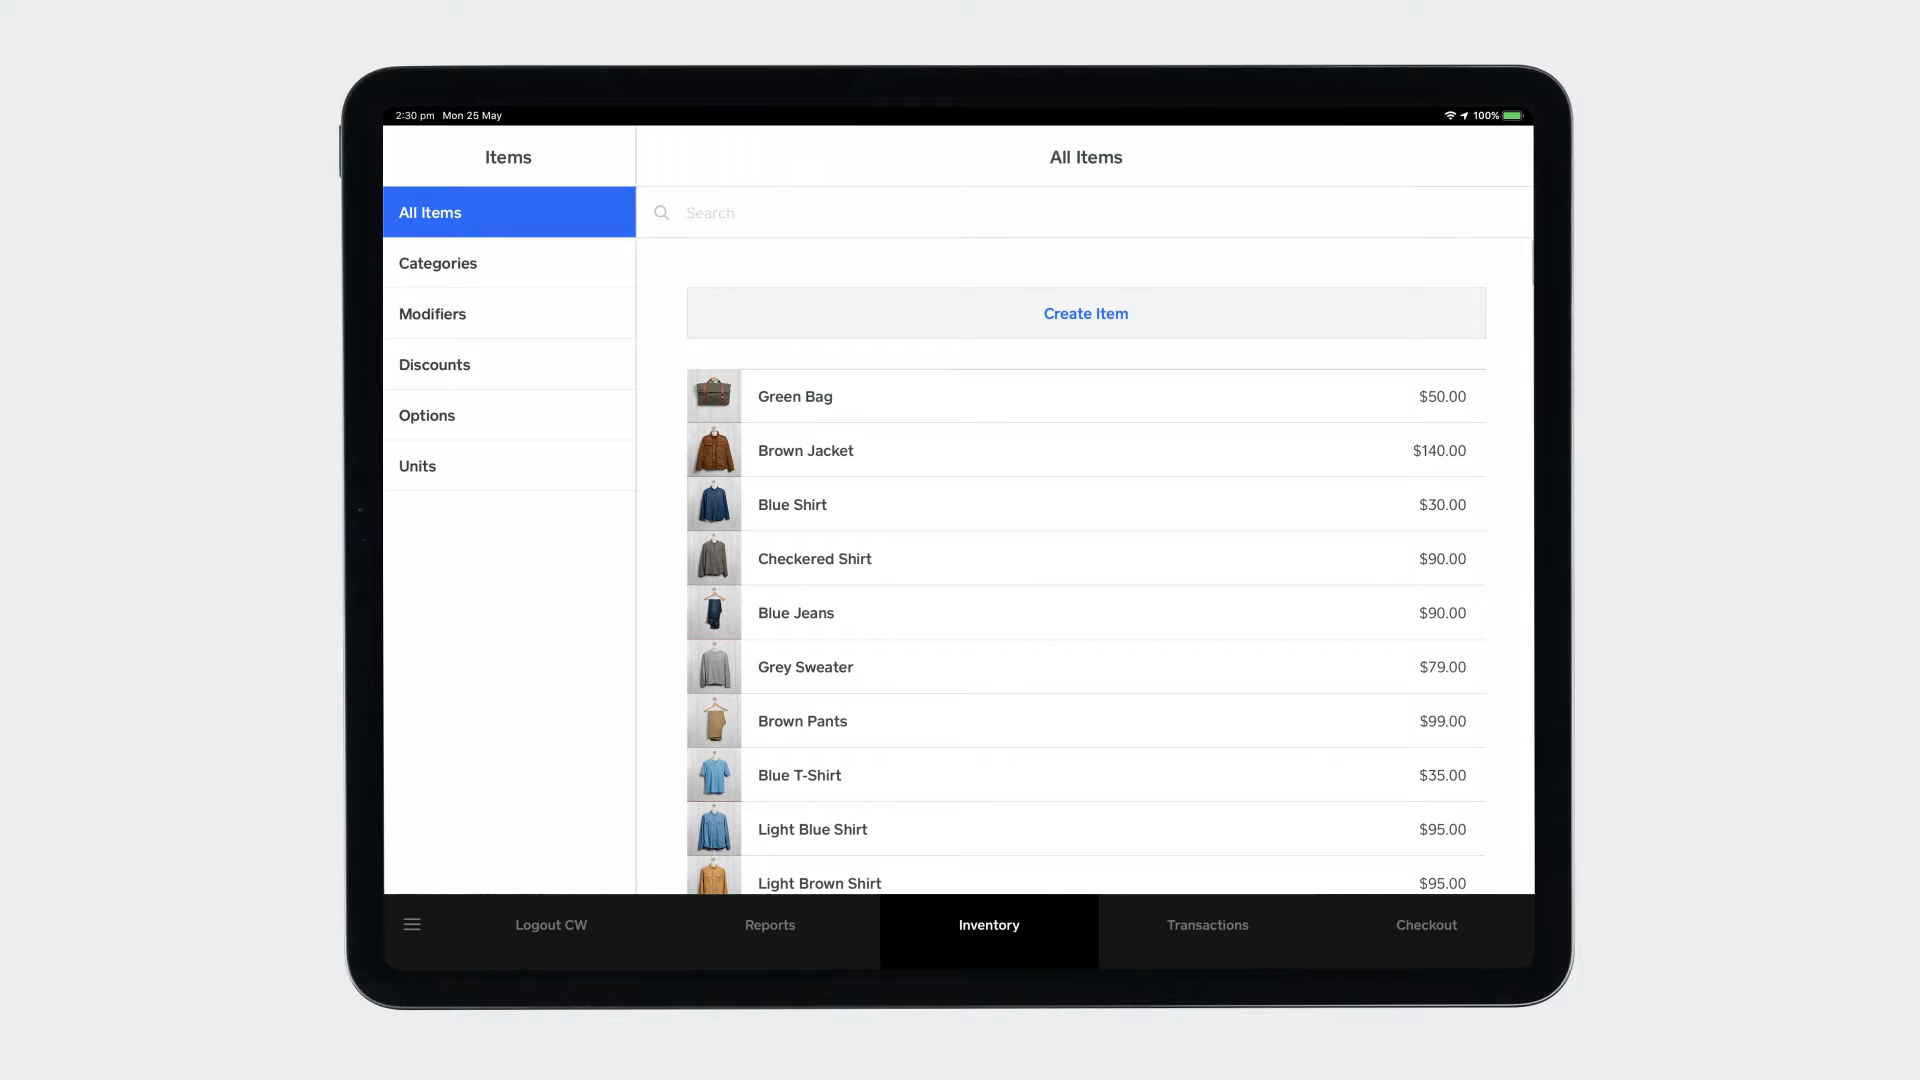 2:30 pm Mon 25 May
100%
Items
All Items
All Items
Categories
Modifiers
Discounts
Options
Units
Search
Create Item
Green Bag $50.00
Brown Jacket $140.00
Blue Shirt $30.00
Checkered Shirt $90.00
Blue Jeans $90.00
Grey Sweater $79.00
Brown Pants $99.00
Blue T-Shirt $35.00
Light Blue Shirt $95.00
Light Brown Shirt $95.00
Logout CW
Reports
Inventory
Transactions
Checkout